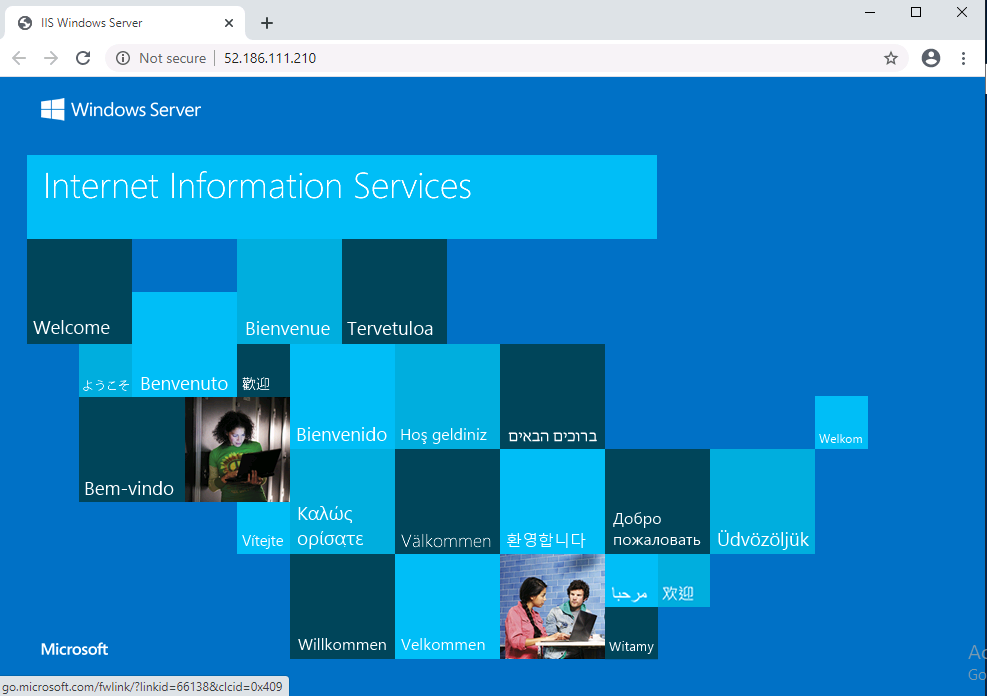 IIS Windows Server
Not secure
52.186.111.210
Windows Server
Internet Information Services
Welcome
Bienvenue
Tervetuloa
ようこそ
Benvenuto
歡迎
Bienvenido
Hoş geldiniz
ברוכים הבאים
Welkom
Bem-vindo
Vítejte
Καλώς
ορίσατε
Välkommen
환영합니다
Добро
пожаловать
Üdvözöljük
Willkommen
Velkommen
مرحبا
欢迎
Witamy
Microsoft
go.microsoft.com/fwlink/?linkid=66138&clcid=0x409